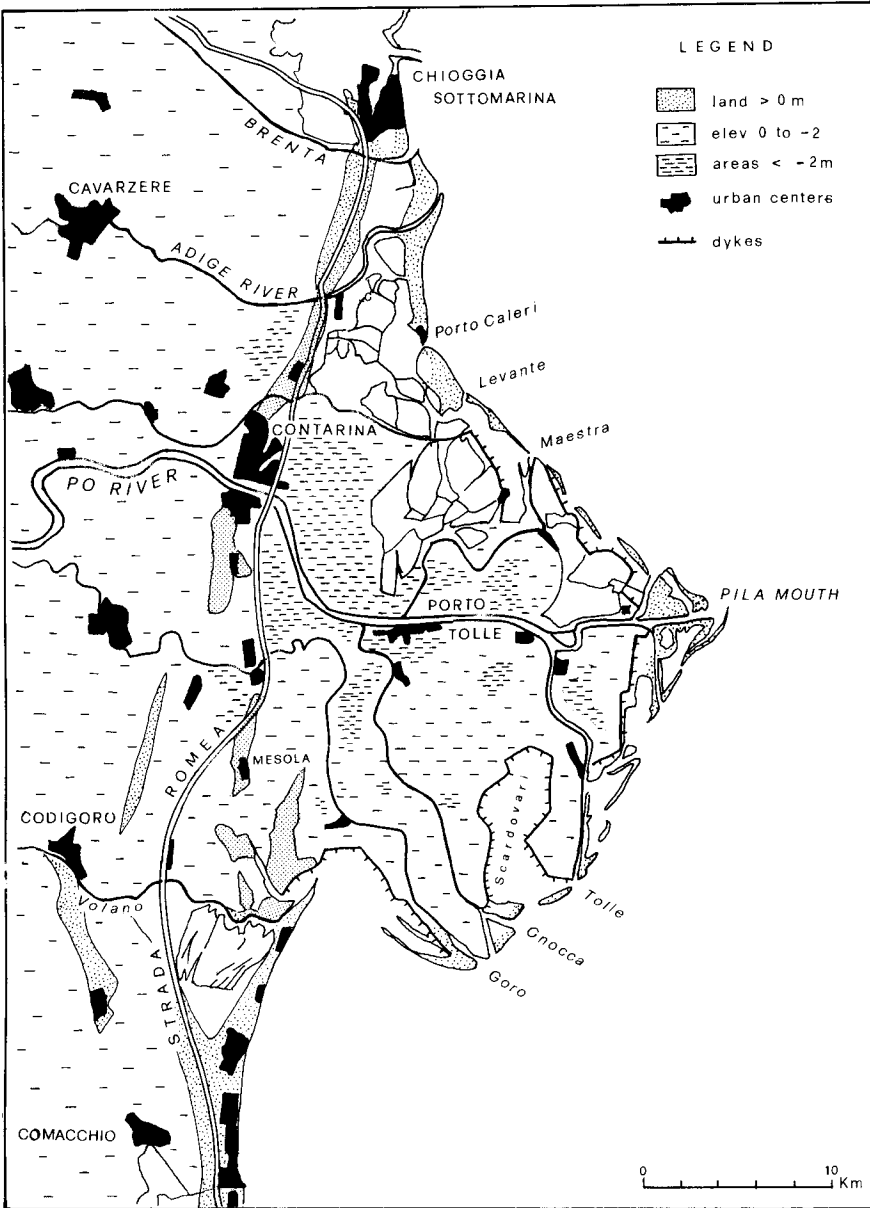 LEGEND
land > 0 m
elev 0 to -2
areas < -2m
urban centers
dykes
CHIOGGIA
SOTTOMARINA
BRENTA
CAVARZERE
ADIGE RIVER
Porto Caleri
Levante
Maestra
CONTARINA
PO RIVER
PILA MOUTH
PORTO
TOLLE
MESOLA
STRADA ROMEA
CODIGORO
Volano
Scardovari
Tolle
Gnocca
Goro
COMACCHIO
0 10
Km